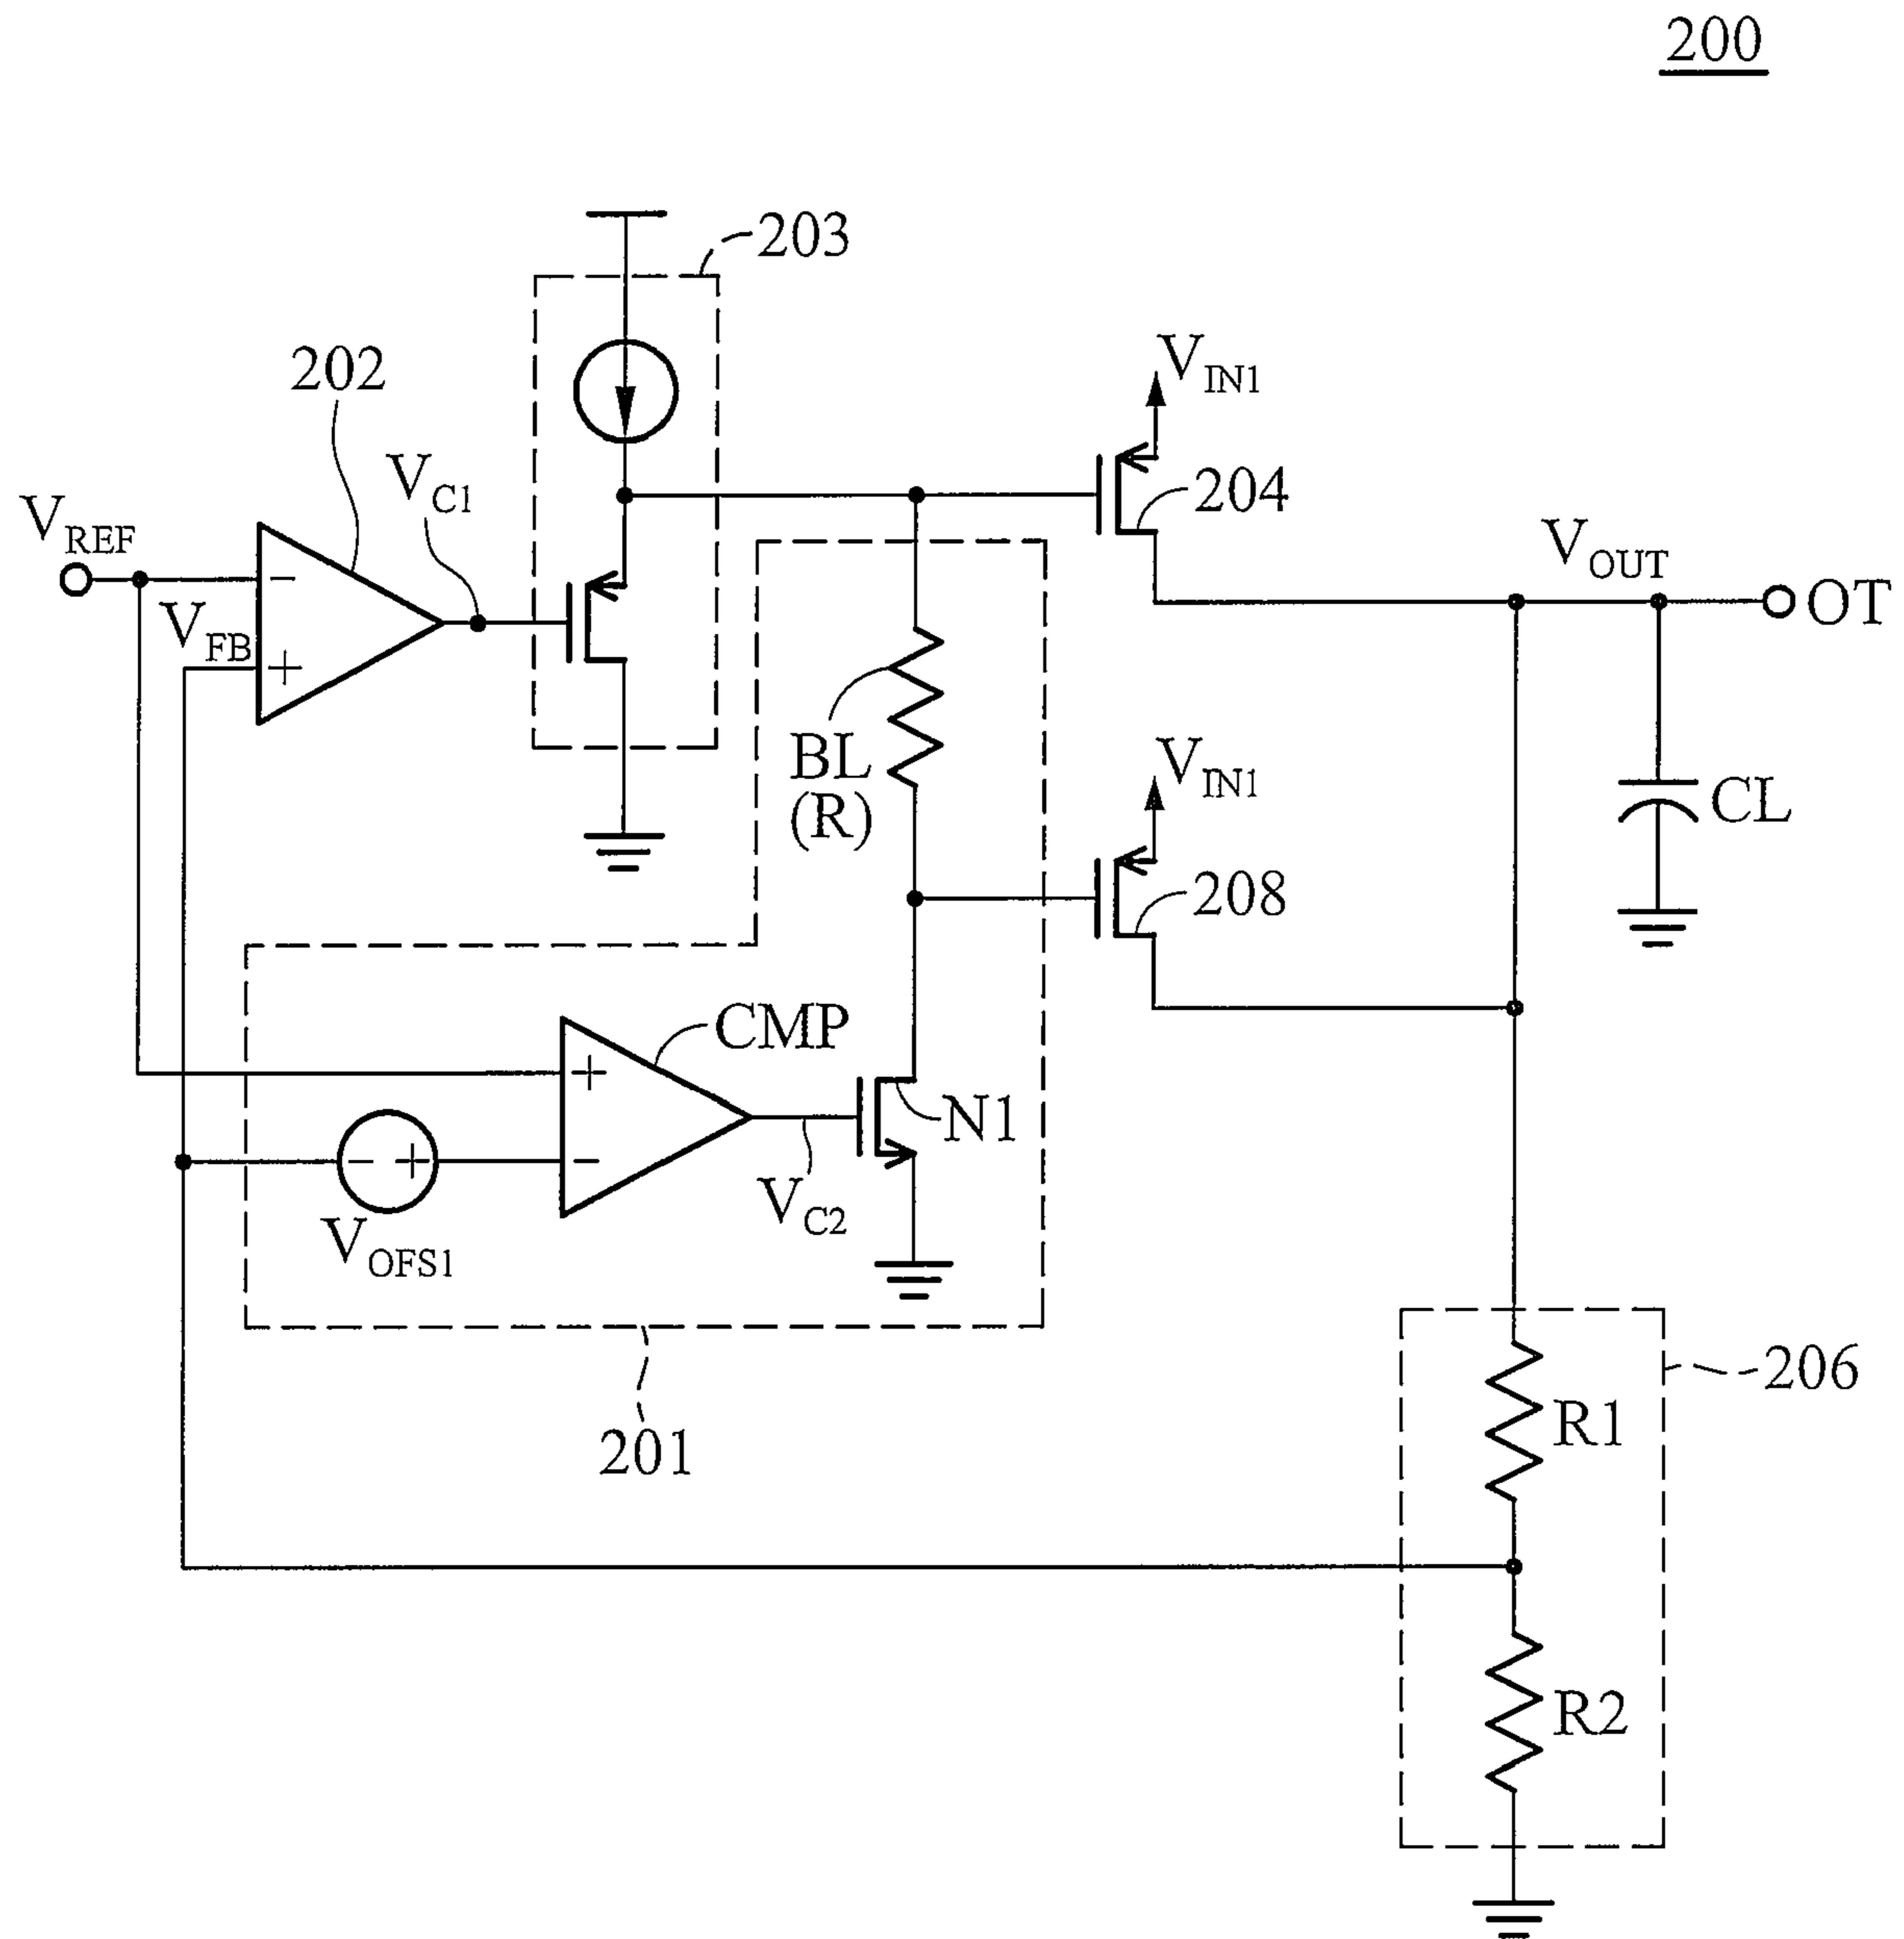 200
203
202
V_IN1
V_C1
204
V_REF
V_OUT
V_FB
OT
−
+
BL
(R)
V_IN1
CL
208
CMP
N1
+
−
− +
V_C2
V_OFS1
201
206
R1
R2